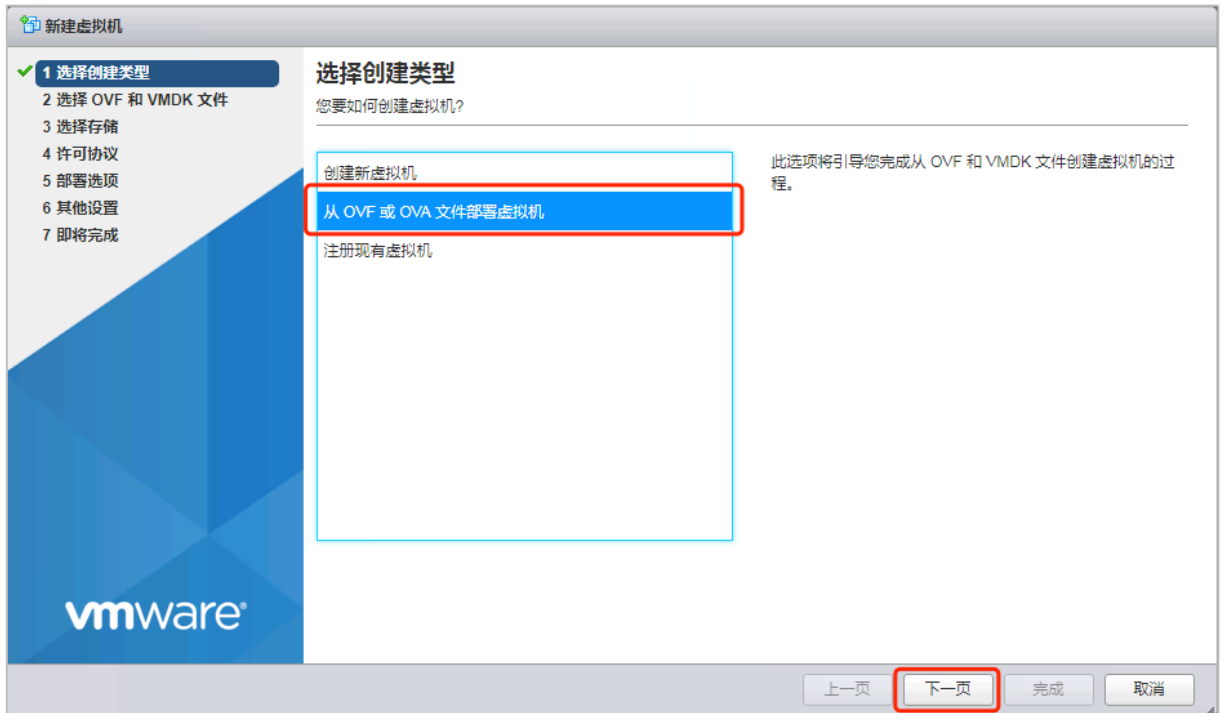 新建虚拟机
1 选择创建类型
2 选择 OVF 和 VMDK 文件
3 选择存储
4 许可协议
5 部署选项
6 其他设置
7 即将完成
选择创建类型
您要如何创建虚拟机?
创建新虚拟机
从 OVF 或 OVA 文件部署虚拟机
注册现有虚拟机
此选项将引导您完成从 OVF 和 VMDK 文件创建虚拟机的过
程。
vmware®
上一页
下一页
完成
取消